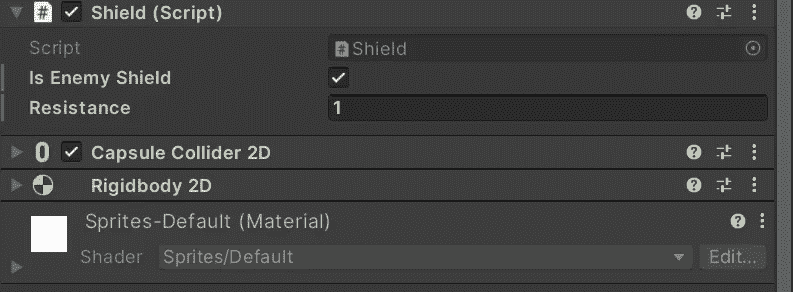 Shield (Script)
Script Shield
Is Enemy Shield
Resistance 1
Capsule Collider 2D
Rigidbody 2D
Sprites-Default (Material)
Shader Sprites/Default Edit...